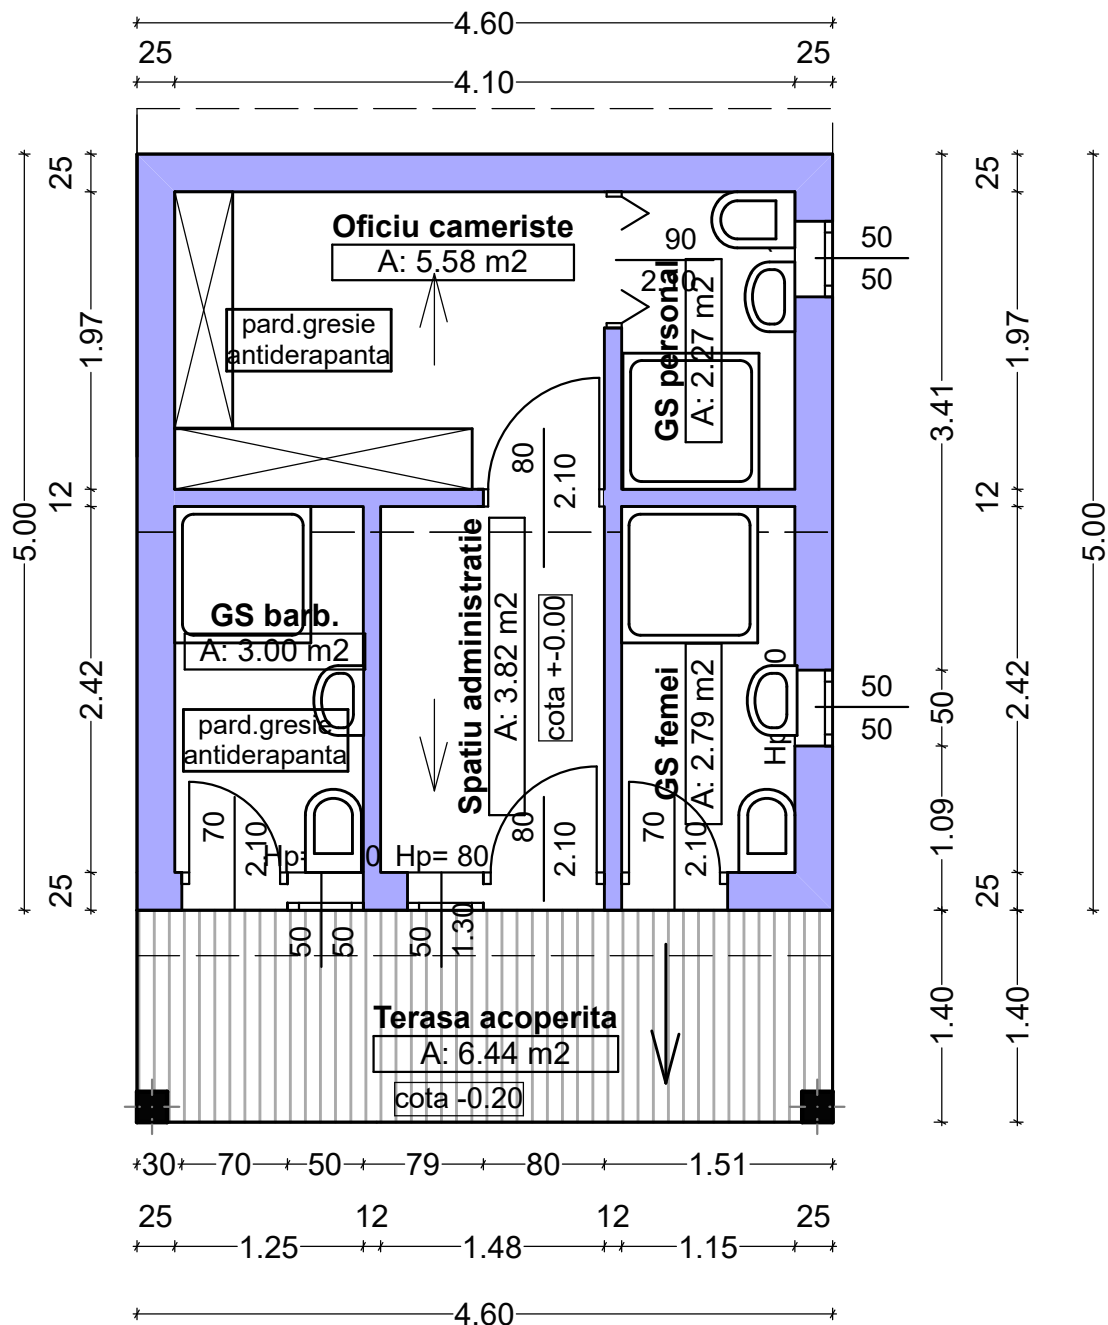 4.60
25
25
4.10
25
1.97
12
5.00
2.42
25
Oficiu cameriste
A: 5.58 m2
pard.gresie
antiderapanta
90
2.10
GS personal
A: 2.27 m2
50
50
80
2.10
25
1.97
3.41
12
5.00
2.42
50
1.09
25
1.40
1.40
GS barb.
A: 3.00 m2
pard.gresie
antiderapanta
Spatiu administratie
A: 3.82 m2
cota +-0.00
GS femei
A: 2.79 m2
50
50
70
2.10
80
2.10
70
2.10
Hp= 80
50
50
50
1.30
Terasa acoperita
A: 6.44 m2
cota -0.20
30
70
50
79
80
1.51
25
12
12
25
1.25
1.48
1.15
4.60